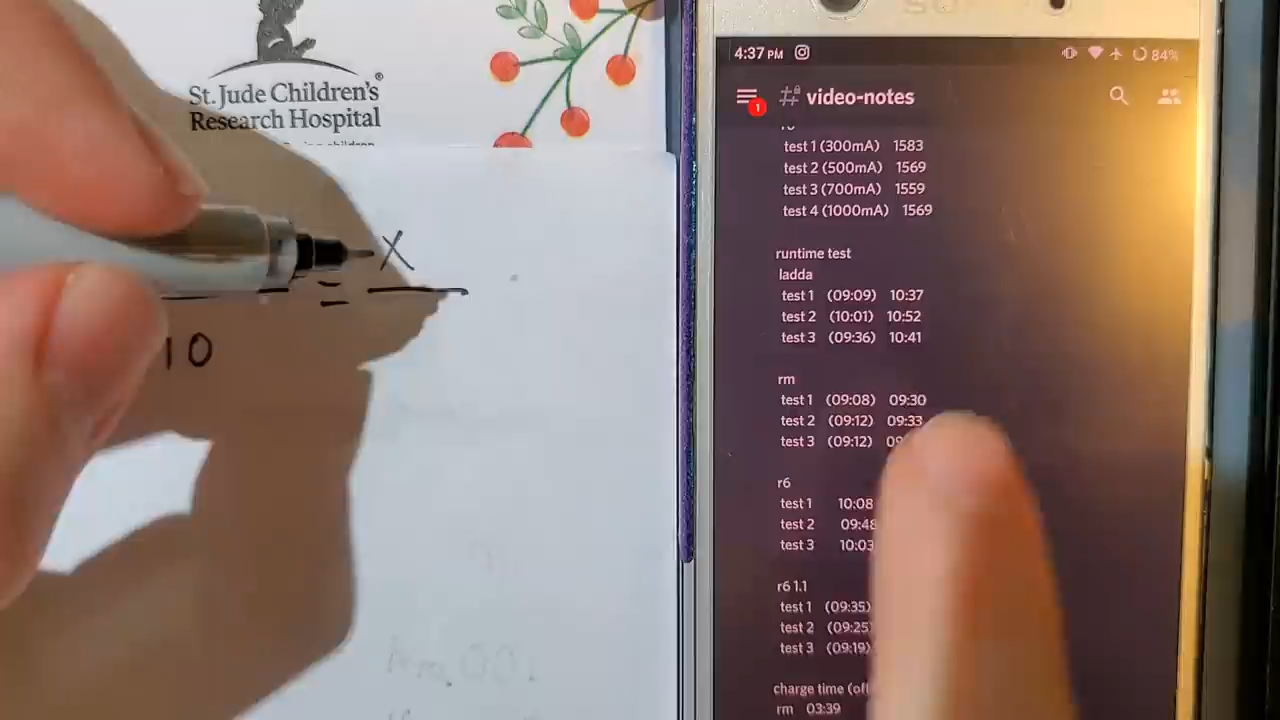 St. Jude Children's®
Research Hospital
X
=
10
4:37 PM 84%
1
# video-notes
test 1 (300mA) 1583
test 2 (500mA) 1569
test 3 (700mA) 1559
test 4 (1000mA) 1569
runtime test
ladda
test 1 (09:09) 10:37
test 2 (10:01) 10:52
test 3 (09:36) 10:41
rm
test 1 (09:08) 09:30
test 2 (09:12) 09:33
test 3 (09:12)
r6
test 1 10:08
test 2 09:48
test 3 10:03
r6 1.1
test 1 (09:35)
test 2 (09:25)
test 3 (09:19)
charge time
rm 03:39